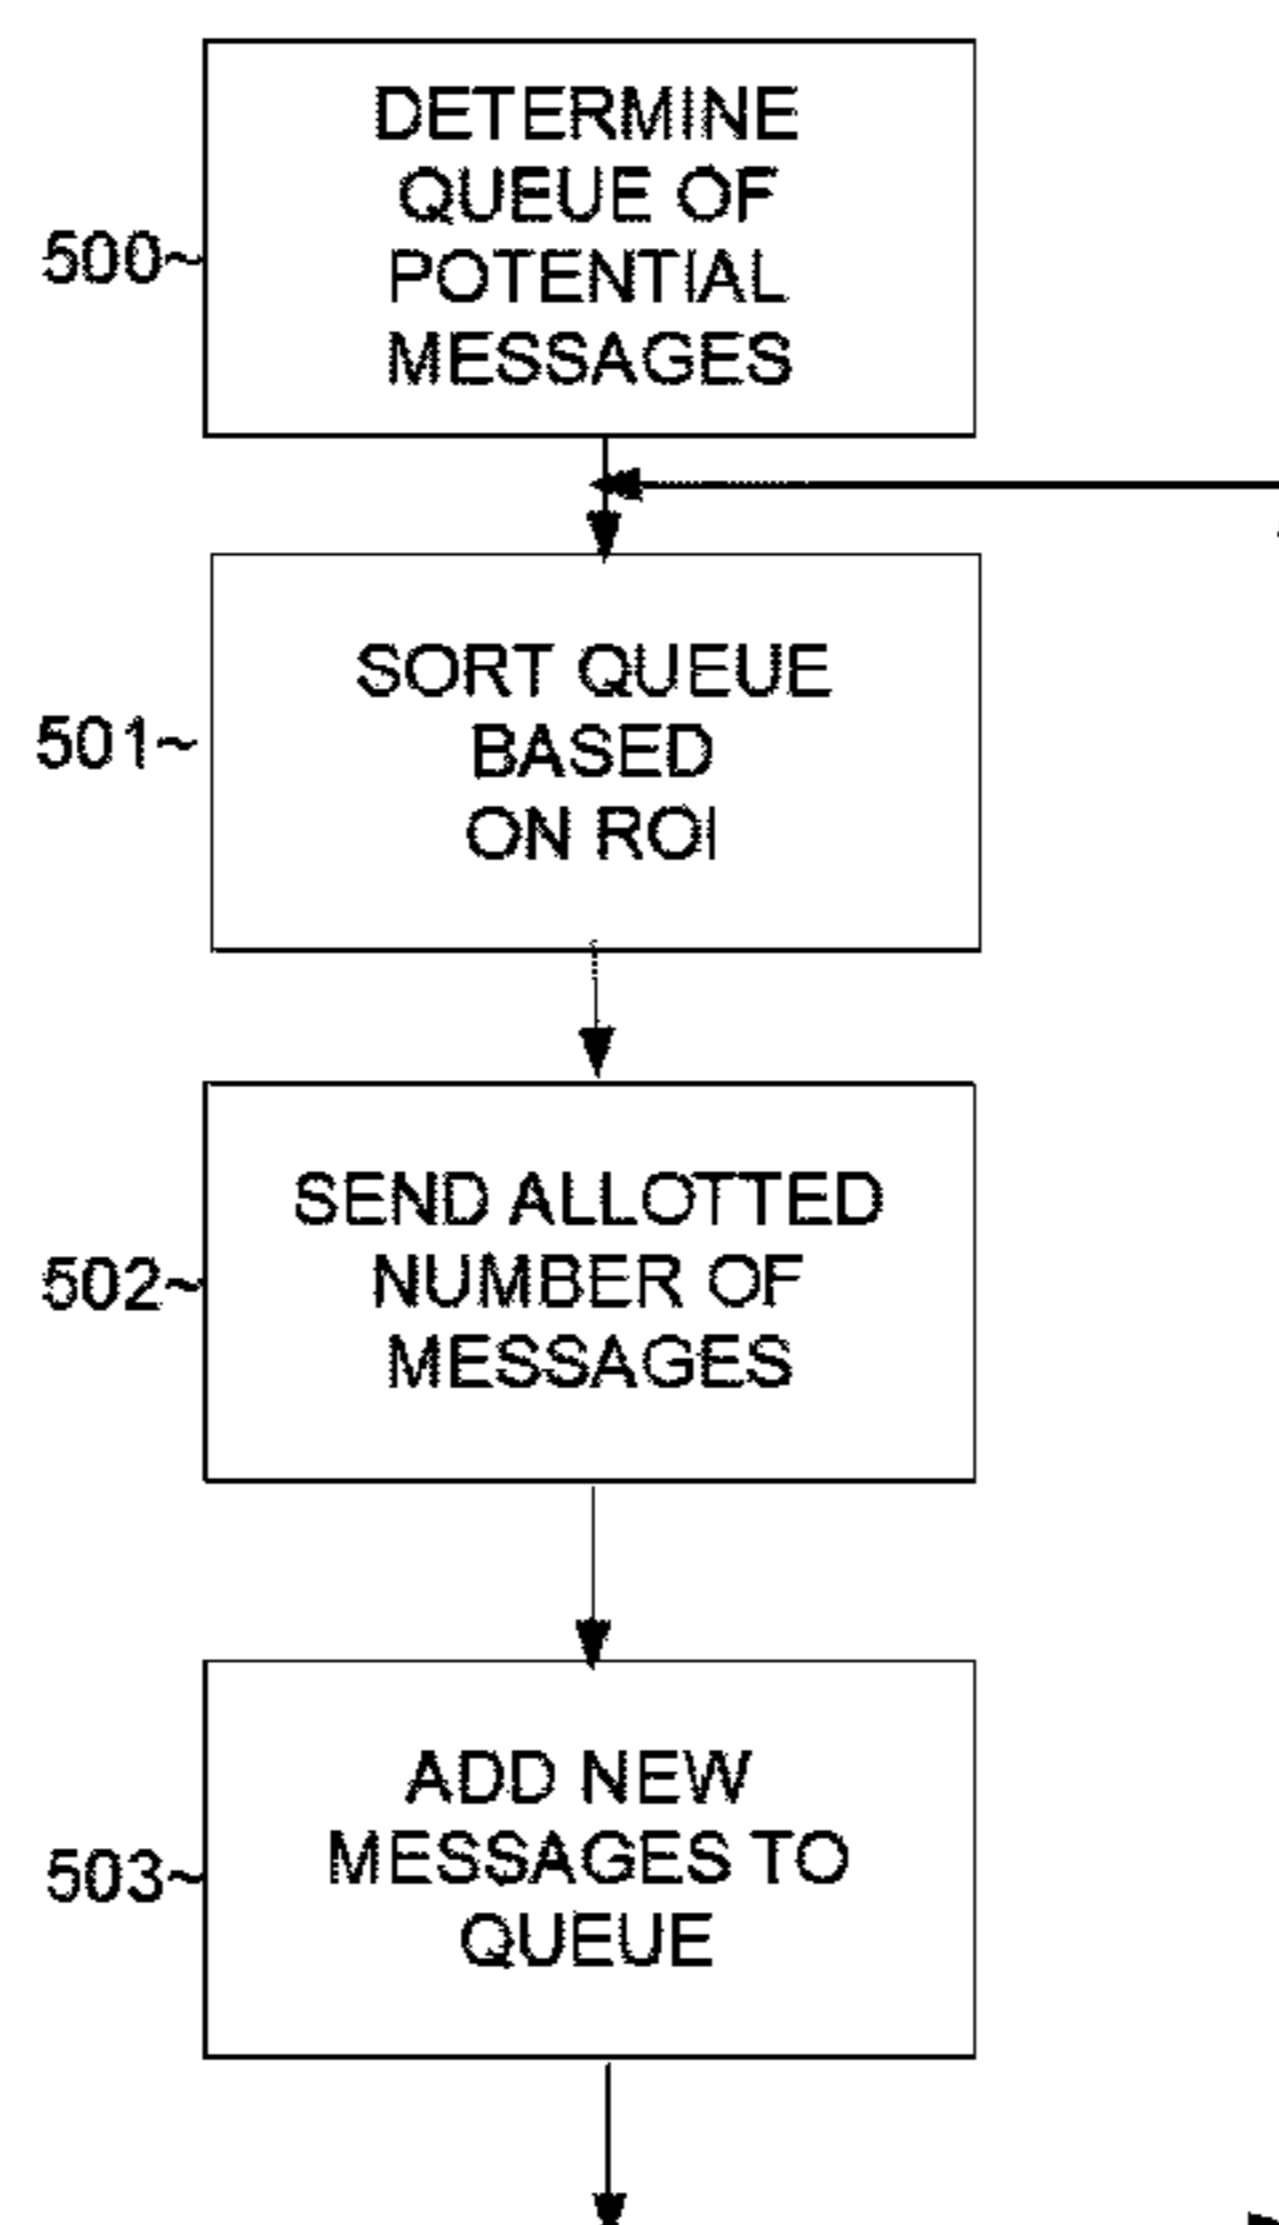 DETERMINE
QUEUE OF
POTENTIAL
MESSAGES
500~
SORT QUEUE
BASED
ON ROI
501~
SEND ALLOTTED
NUMBER OF
MESSAGES
502~
ADD NEW
MESSAGES TO
QUEUE
503~